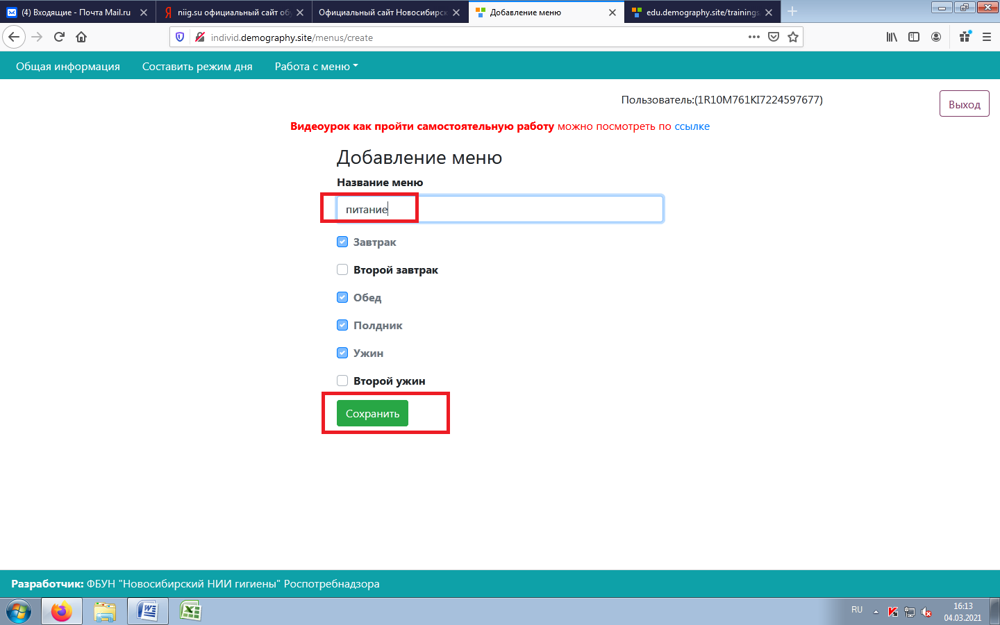 (4) Входящие - Почта Mail.ru
niig.su официальный сайт об
Официальный сайт Новосибирс
Добавление меню
edu.demography.site/trainings
individ.demography.site/menus/create
Общая информация
Составить режим дня
Работа с меню
Пользователь:(1R10M761KI7224597677)
Выход
Видеоурок как пройти самостоятельную работу можно посмотреть по ссылке
Добавление меню
Название меню
питание
Завтрак
Второй завтрак
Обед
Полдник
Ужин
Второй ужин
Сохранить
Разработчик: ФБУН "Новосибирский НИИ гигиены" Роспотребнадзора
RU
16:13
04.03.2021